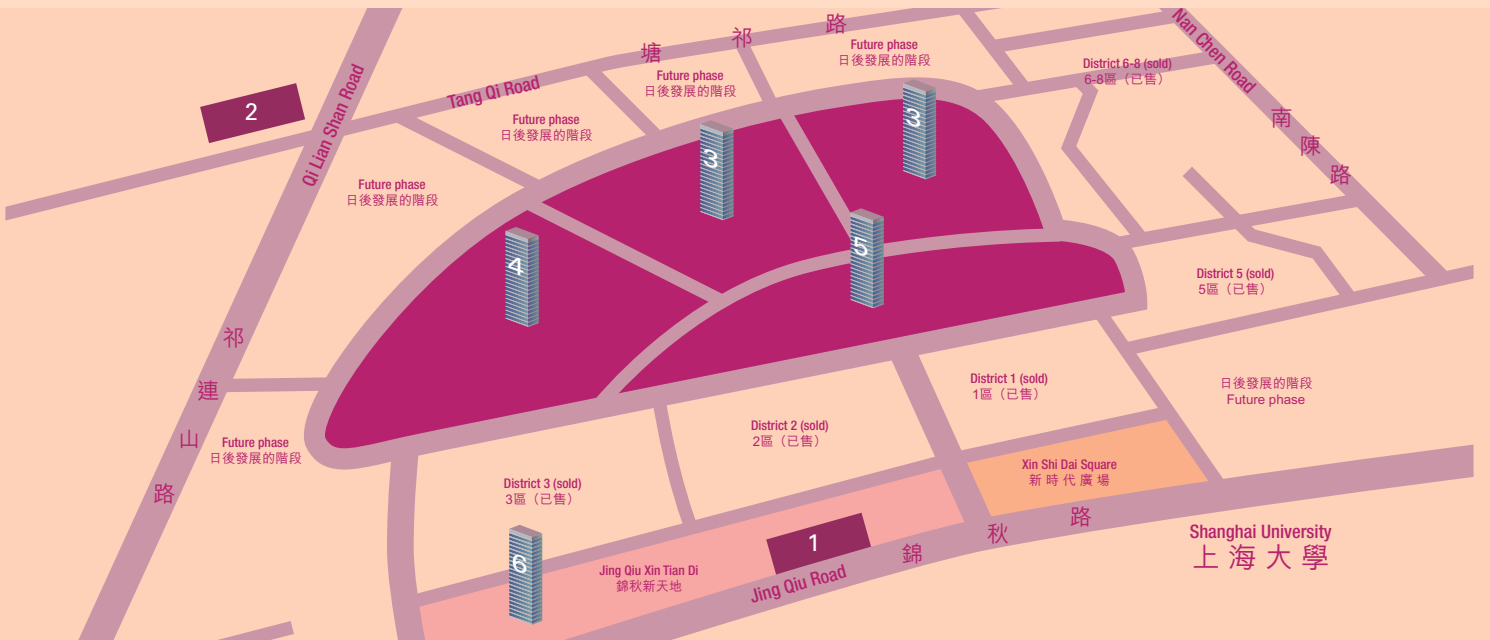 塘 祁 路
Tang Qi Road
Nan Chen Road
南 陳 路
Qi Lian Shan Road
祁 連 山 路
Future phase
日後發展的階段
Future phase
日後發展的階段
District 6-8 (sold)
6-8區（已售）
Future phase
日後發展的階段
Future phase
日後發展的階段
2
3
3
4
5
District 5 (sold)
5區（已售）
District 1 (sold)
1區（已售）
日後發展的階段
Future phase
District 2 (sold)
2區（已售）
Future phase
日後發展的階段
Xin Shi Dai Square
新時代廣場
District 3 (sold)
3區（已售）
6
1
Jing Qiu Xin Tian Di
錦秋新天地
Jing Qiu Road
錦 秋 路
Shanghai University
上海大學